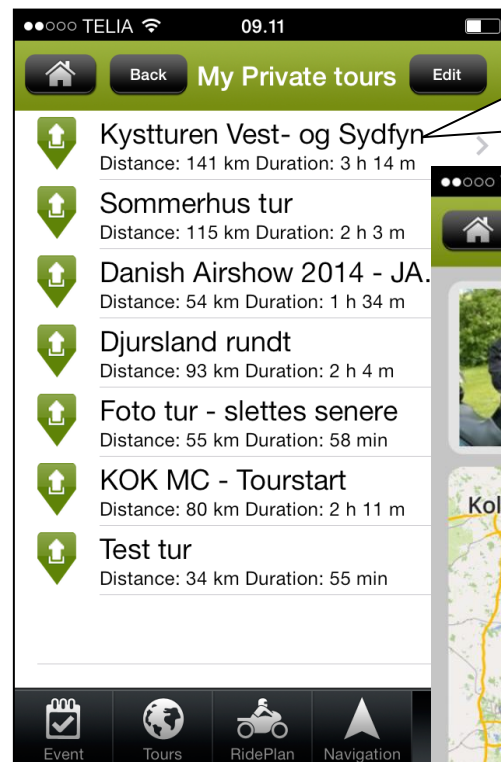 TELIA 09.11
Back My Private tours Edit
Kystturen Vest- og Sydfyn
Distance: 141 km Duration: 3 h 14 m
Sommerhus tur
Distance: 115 km Duration: 2 h 3 m
Danish Airshow 2014 - JA.
Distance: 54 km Duration: 1 h 34 m
Djursland rundt
Distance: 93 km Duration: 2 h 4 m
Foto tur - slettes senere
Distance: 55 km Duration: 58 min
KOK MC - Tourstart
Distance: 80 km Duration: 2 h 11 m
Test tur
Distance: 34 km Duration: 55 min
Event Tours RidePlan Navigation
Kol